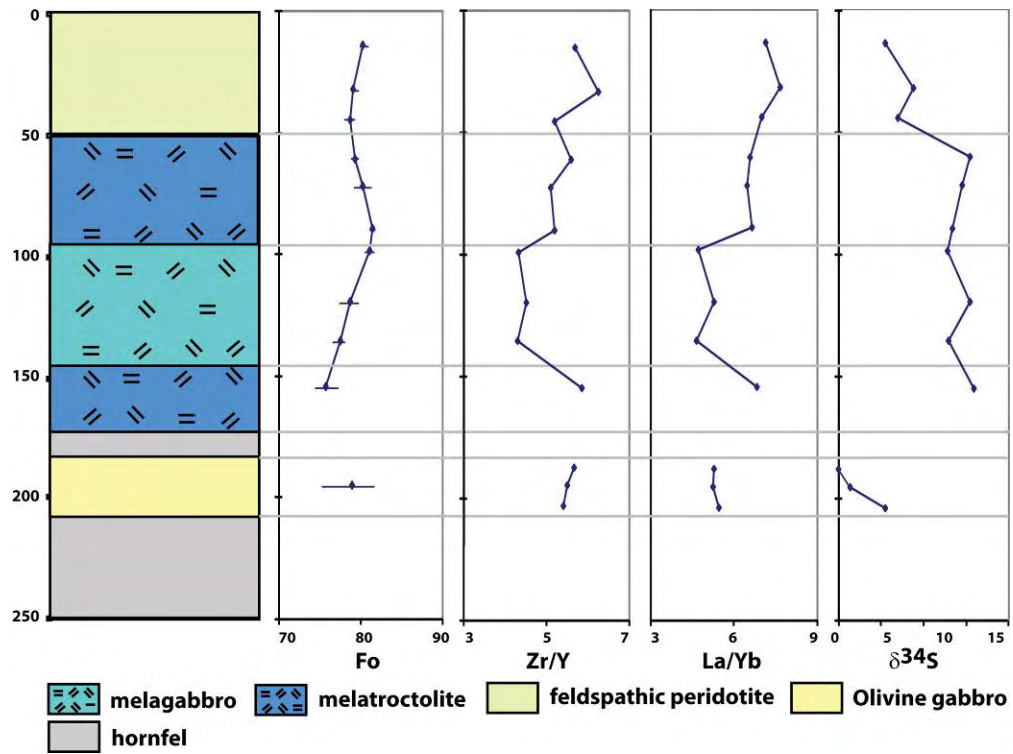 0
50
100
150
200
250
70 80 90
3 5 7
3 6 9
0 5 10 15
Fo
Zr/Y
La/Yb
δ34S
melagabbro
melatroctolite
feldspathic peridotite
Olivine gabbro
hornfel